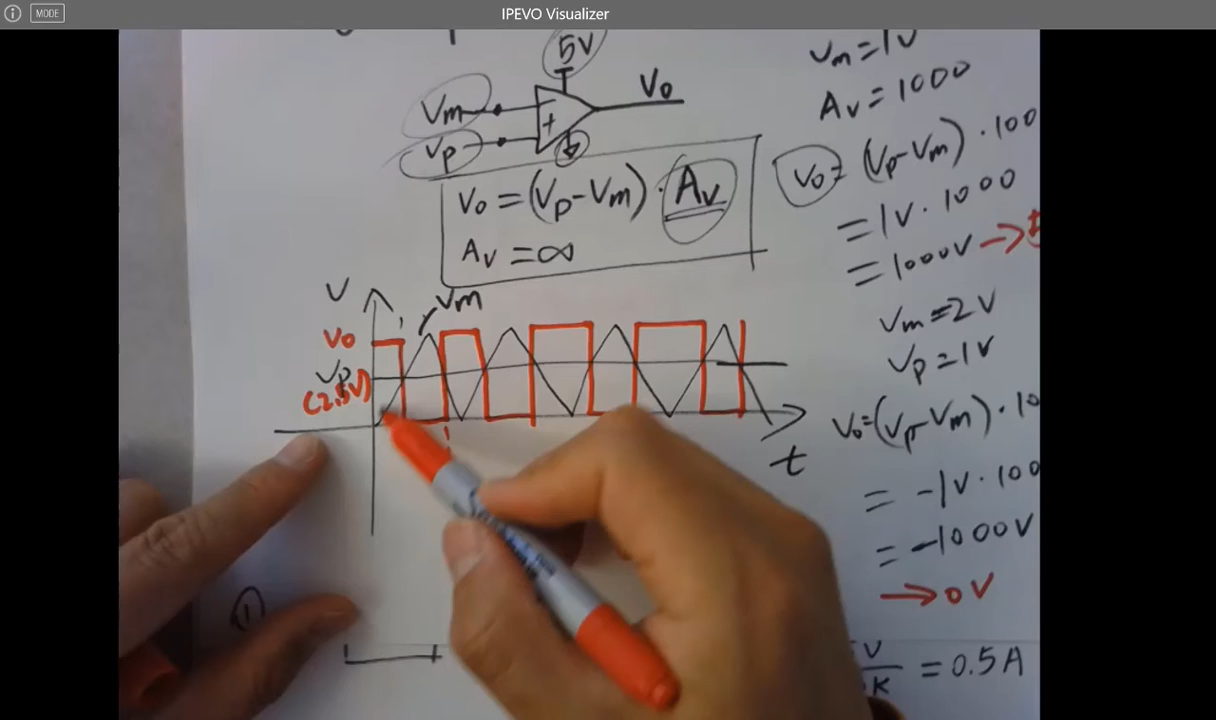 MODE
IPEVO Visualizer
5V
Vm
Vo
+
Vp
Vo = (Vp - Vm) · Av
Av = ∞
V
Vm
Vo
Vp
(2.5V)
t
①
Vm = 1V
Av = 1000
Vo = (Vp - Vm) · 100
= 1V · 1000
= 1000V →
Vm = 2V
Vp = 1V
Vo = (Vp - Vm) · 10
= -1V · 100
= -1000V
→ 0V
V
K
= 0.5A